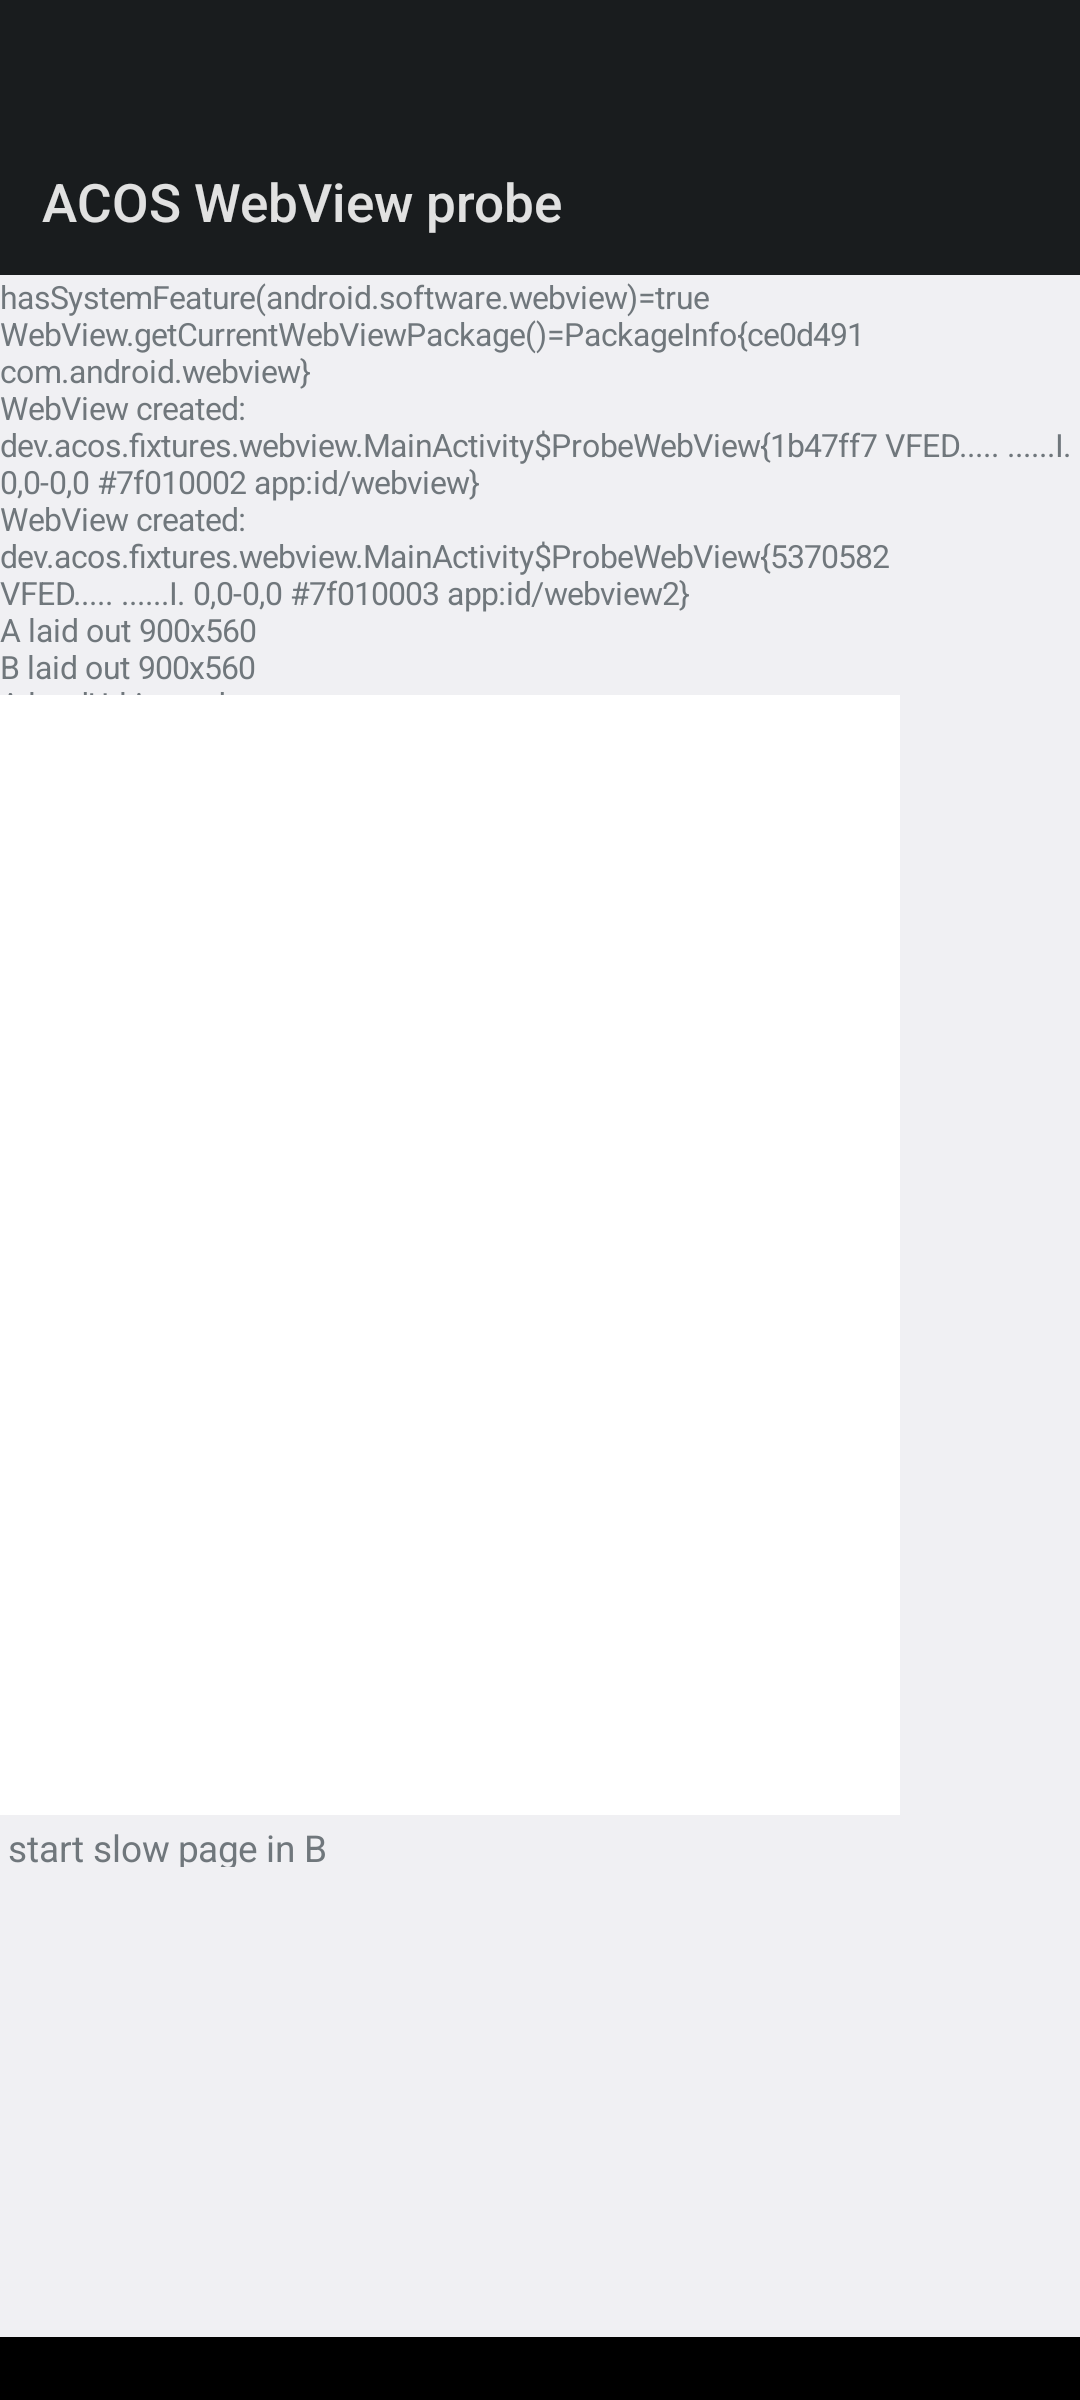 ACOS WebView probe
hasSystemFeature(android.software.webview)=true
WebView.getCurrentWebViewPackage()=PackageInfo{ce0d491
com.android.webview}
WebView created:
dev.acos.fixtures.webview.MainActivity$ProbeWebView{1b47ff7 VFED..... ......I.
0,0-0,0 #7f010002 app:id/webview}
WebView created:
dev.acos.fixtures.webview.MainActivity$ProbeWebView{5370582
VFED..... ......I. 0,0-0,0 #7f010003 app:id/webview2}
A laid out 900x560
B laid out 900x560
start slow page in B